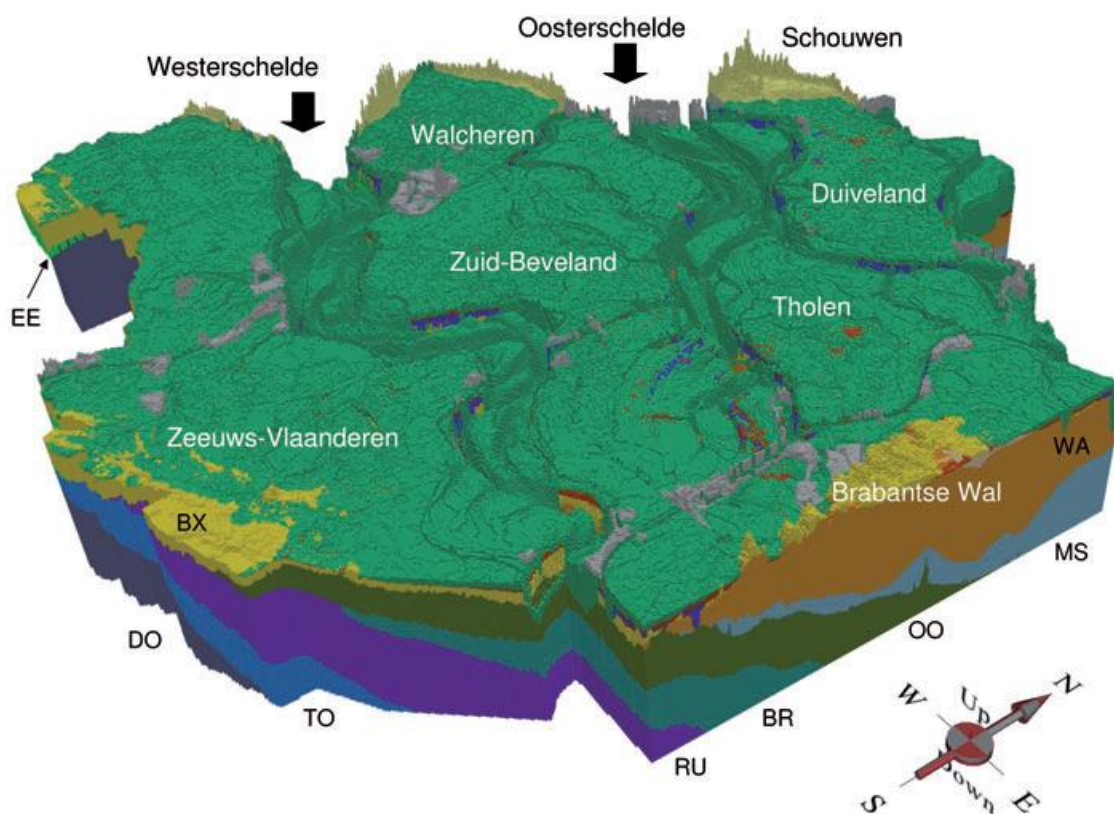 Oosterschelde
Schouwen
Westerschelde
Walcheren
Duiveland
Zuid-Beveland
EE
Tholen
Zeeuws-Vlaanderen
WA
Brabantse Wal
BX
MS
DO
OO
TO
BR
RU
N
W
Up
Down
S
E